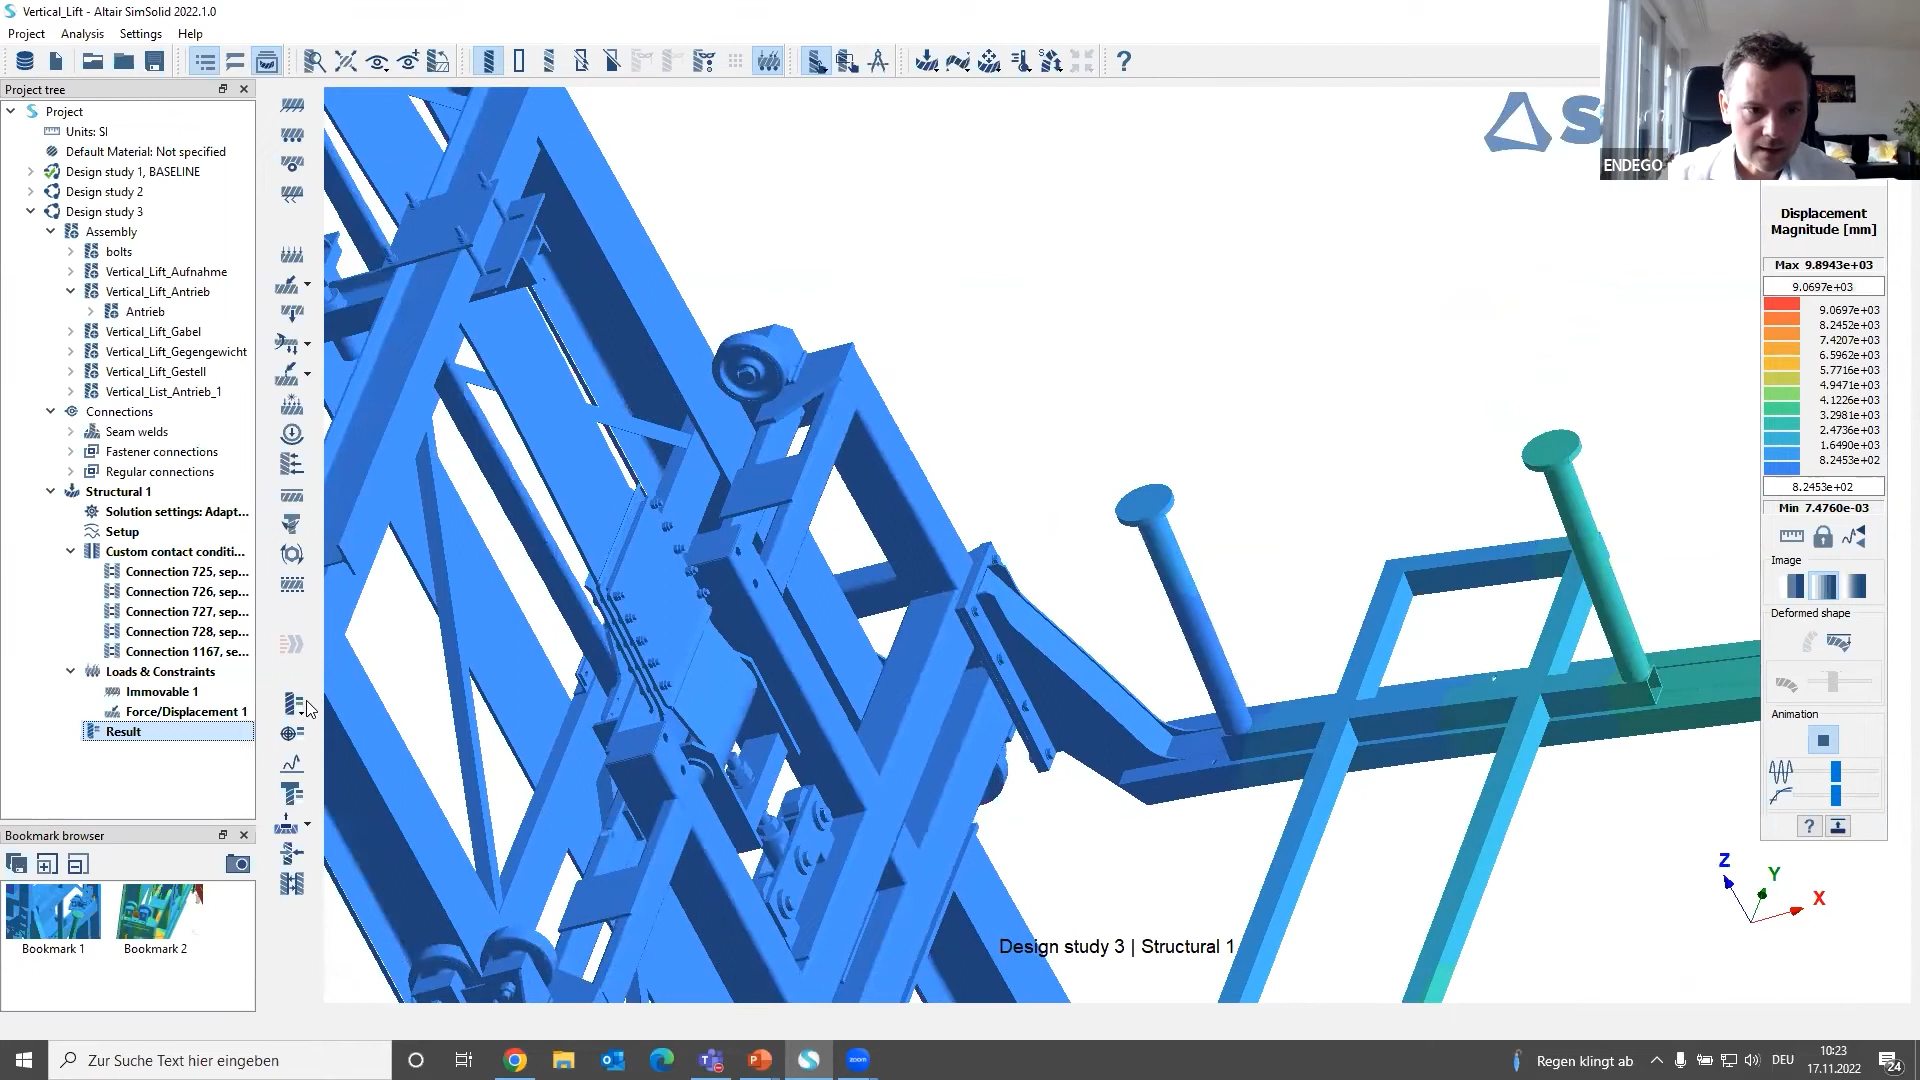 Vertical_Lift - Altair SimSolid 2022.1.0
Project Analysis Settings Help
Project tree
Project
Units: SI
Default Material: Not specified
Design study 1, BASELINE
Design study 2
Design study 3
Assembly
bolts
Vertical_Lift_Aufnahme
Vertical_Lift_Antrieb
Antrieb
Vertical_Lift_Gabel
Vertical_Lift_Gegengewicht
Vertical_Lift_Gestell
Vertical_List_Antrieb_1
Connections
Seam welds
Fastener connections
Regular connections
Structural 1
Solution settings: Adapt...
Setup
Custom contact conditi...
Connection 725, sep...
Connection 726, sep...
Connection 727, sep...
Connection 728, sep...
Connection 1167, se...
Loads & Constraints
Immovable 1
Force/Displacement 1
Result
Bookmark browser
Bookmark 1
Bookmark 2
ENDEGO
Displacement
Magnitude [mm]
Max 9.8943e+03
9.0697e+03
9.0697e+03
8.2452e+03
7.4207e+03
6.5962e+03
5.7716e+03
4.9471e+03
4.1226e+03
3.2981e+03
2.4736e+03
1.6490e+03
8.2453e+02
8.2453e+02
Min 7.4760e-03
Image
Deformed shape
Animation
?
Z
Y
X
Design study 3 | Structural 1
Zur Suche Text hier eingeben
zoom
Regen klingt ab
DEU
10:23
17.11.2022
24